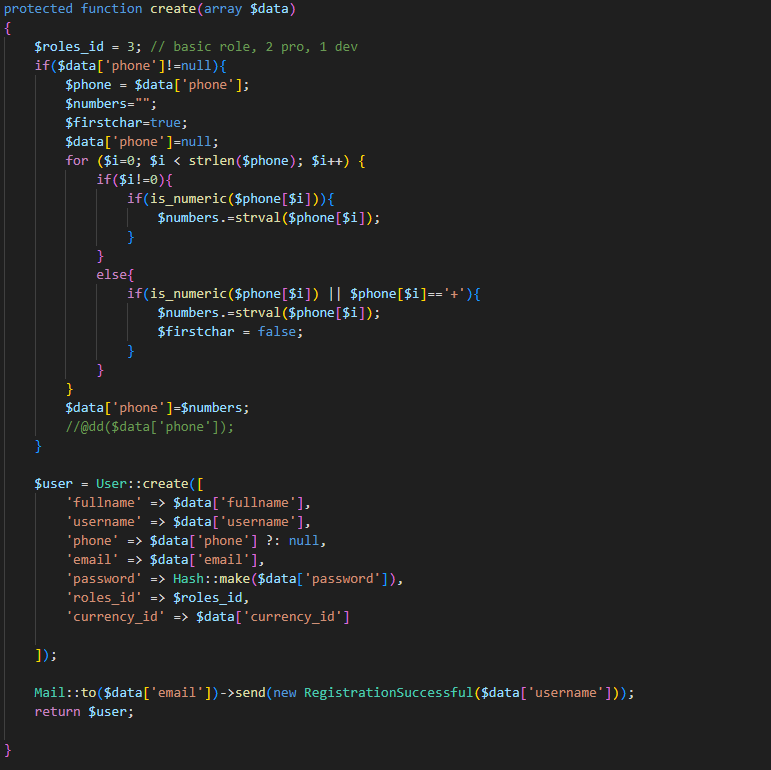 protected function create(array $data)
{
    $roles_id = 3; // basic role, 2 pro, 1 dev
    if($data['phone']!=null){
        $phone = $data['phone'];
        $numbers="";
        $firstchar=true;
        $data['phone']=null;
        for ($i=0; $i < strlen($phone); $i++) {
            if($i!=0){
                if(is_numeric($phone[$i])){
                    $numbers.=strval($phone[$i]);
                }
            }
            else{
                if(is_numeric($phone[$i]) || $phone[$i]=='+'){
                    $numbers.=strval($phone[$i]);
                    $firstchar = false;
                }
            }
        }
        $data['phone']=$numbers;
        //@dd($data['phone']);
    }

    $user = User::create([
        'fullname' => $data['fullname'],
        'username' => $data['username'],
        'phone' => $data['phone'] ?: null,
        'email' => $data['email'],
        'password' => Hash::make($data['password']),
        'roles_id' => $roles_id,
        'currency_id' => $data['currency_id']

    ]);

    Mail::to($data['email'])->send(new RegistrationSuccessful($data['username']));
    return $user;

}